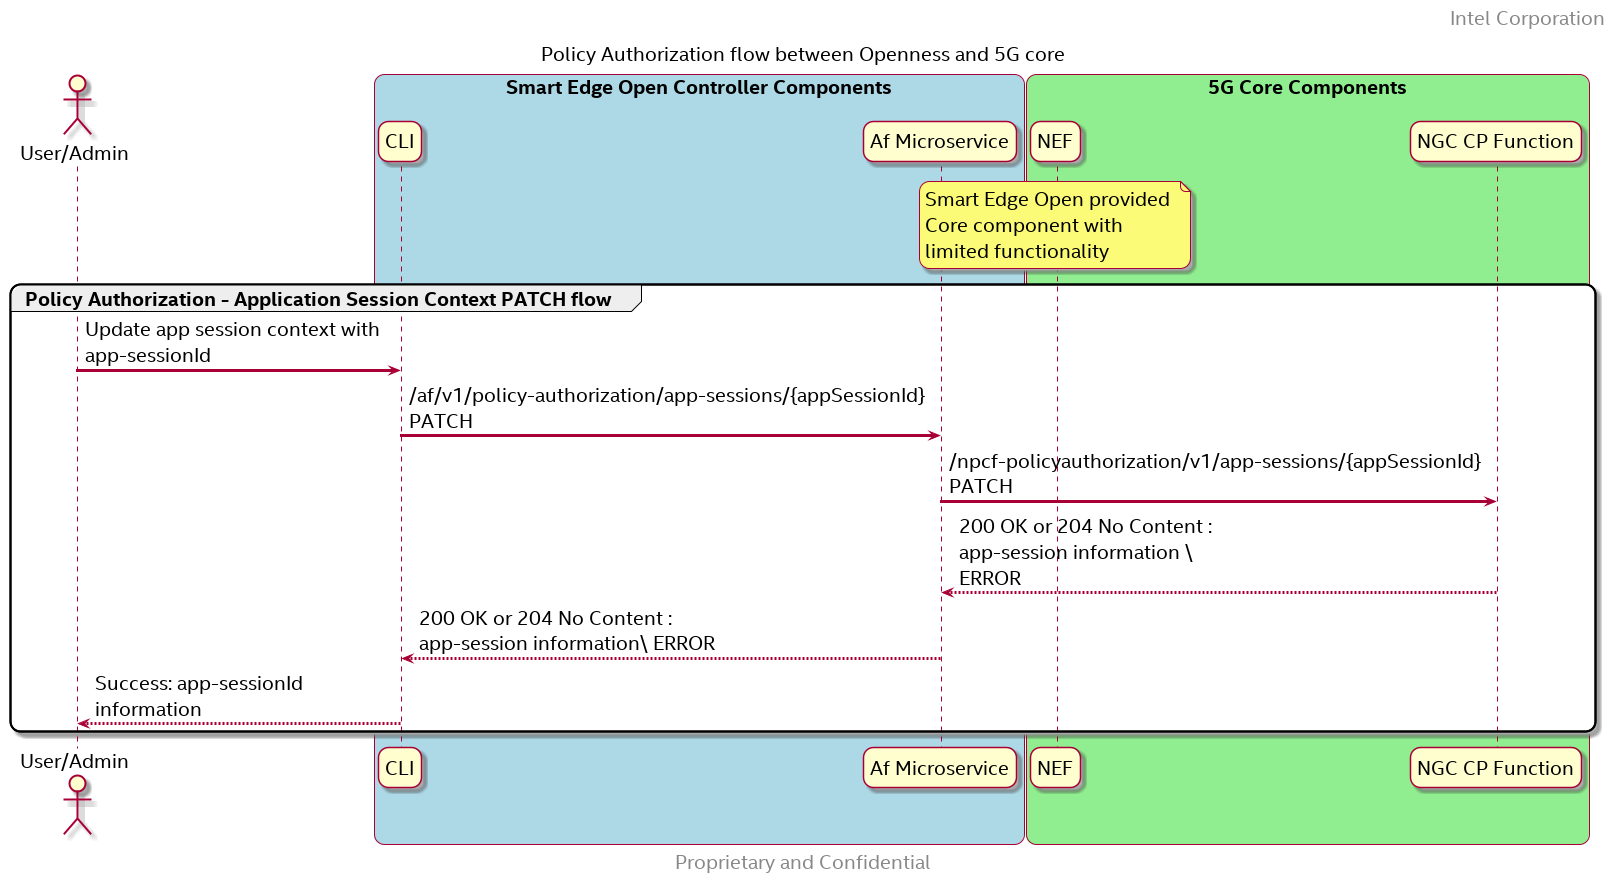 Intel Corporation
Policy Authorization flow between Openness and 5G core
Smart Edge Open Controller Components
5G Core Components
User/Admin
CLI
Af Microservice
NEF
NGC CP Function
Smart Edge Open provided
Core component with
limited functionality
Policy Authorization - Application Session Context PATCH flow
Update app session context with
app-sessionId
/af/v1/policy-authorization/app-sessions/{appSessionId}
PATCH
/npcf-policyauthorization/v1/app-sessions/{appSessionId}
PATCH
200 OK or 204 No Content :
app-session information \
ERROR
200 OK or 204 No Content :
app-session information\ ERROR
Success: app-sessionId
information
User/Admin
CLI
Af Microservice
NEF
NGC CP Function
Proprietary and Confidential